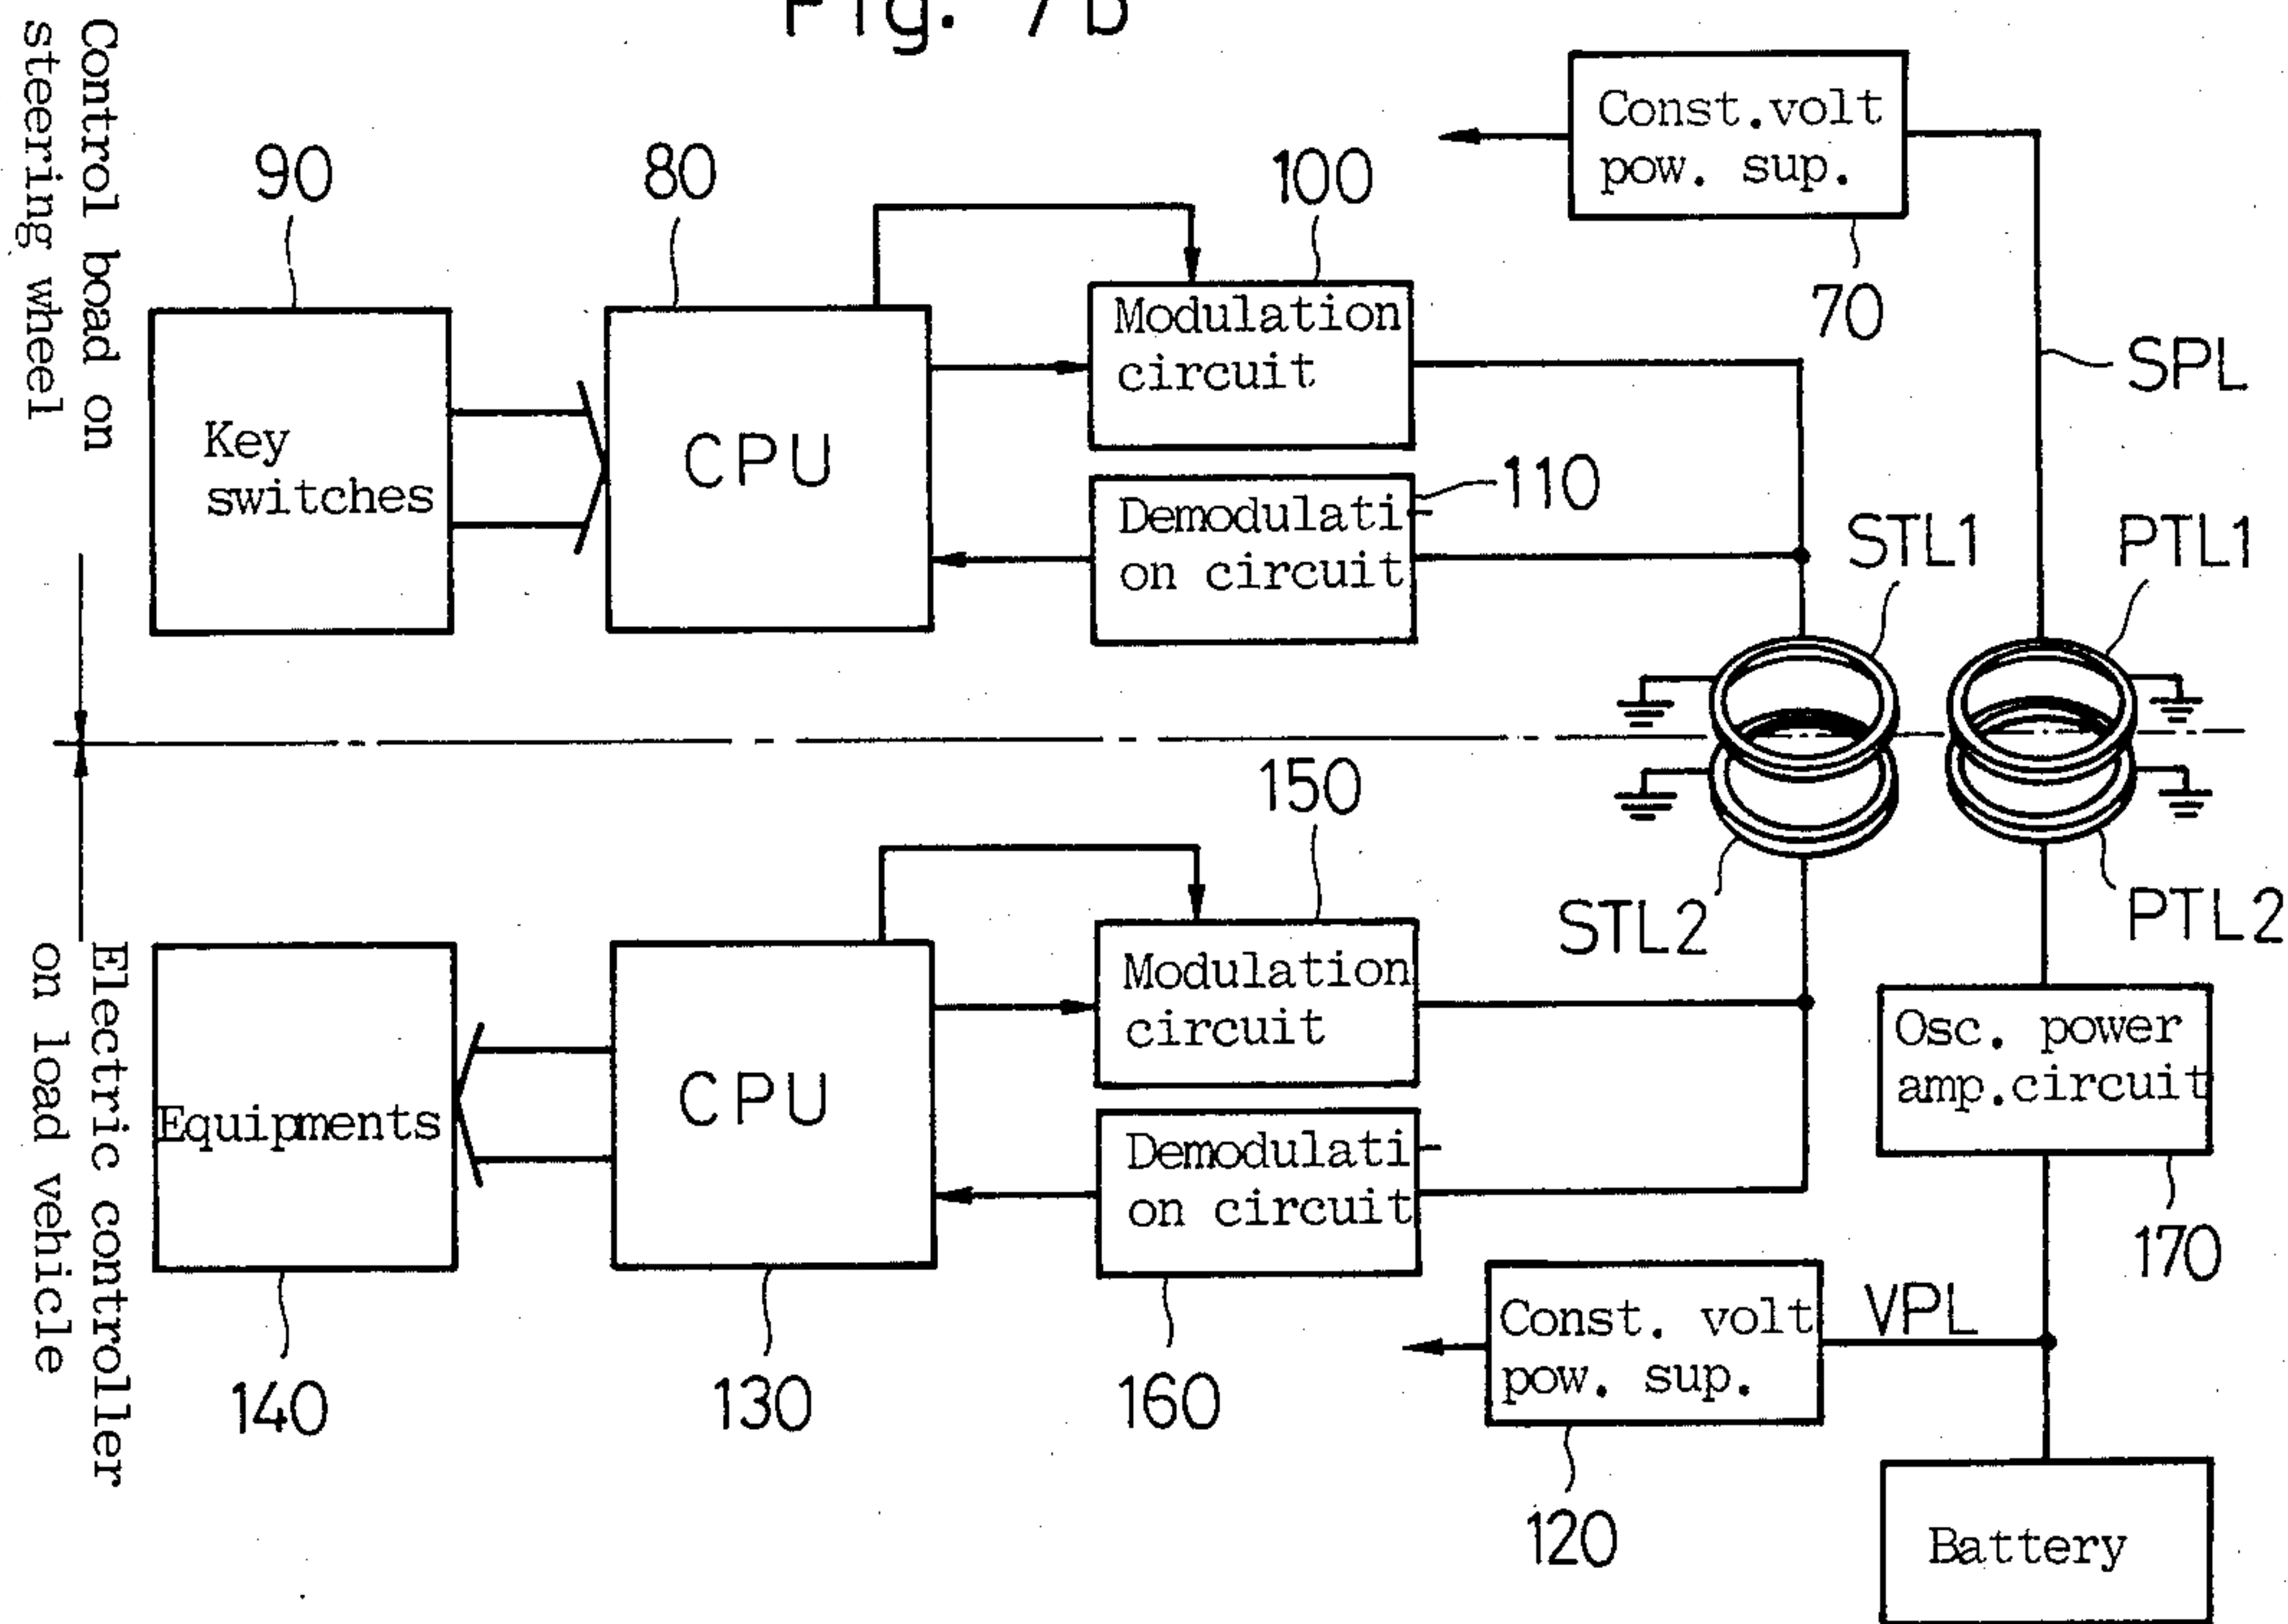 Fig. 7b
Control boad on
steering wheel
90
80
100
Const.volt
pow. sup.
70
SPL
Key
switches
CPU
Modulation
circuit
110
Demodulati-
on circuit
STL1
PTL1
STL2
PTL2
Electric controller
on load vehicle
150
Equipments
CPU
Modulation
circuit
Demodulati-
on circuit
Osc. power
amp.circuit
170
140
130
160
Const. volt
pow. sup.
VPL
120
Battery